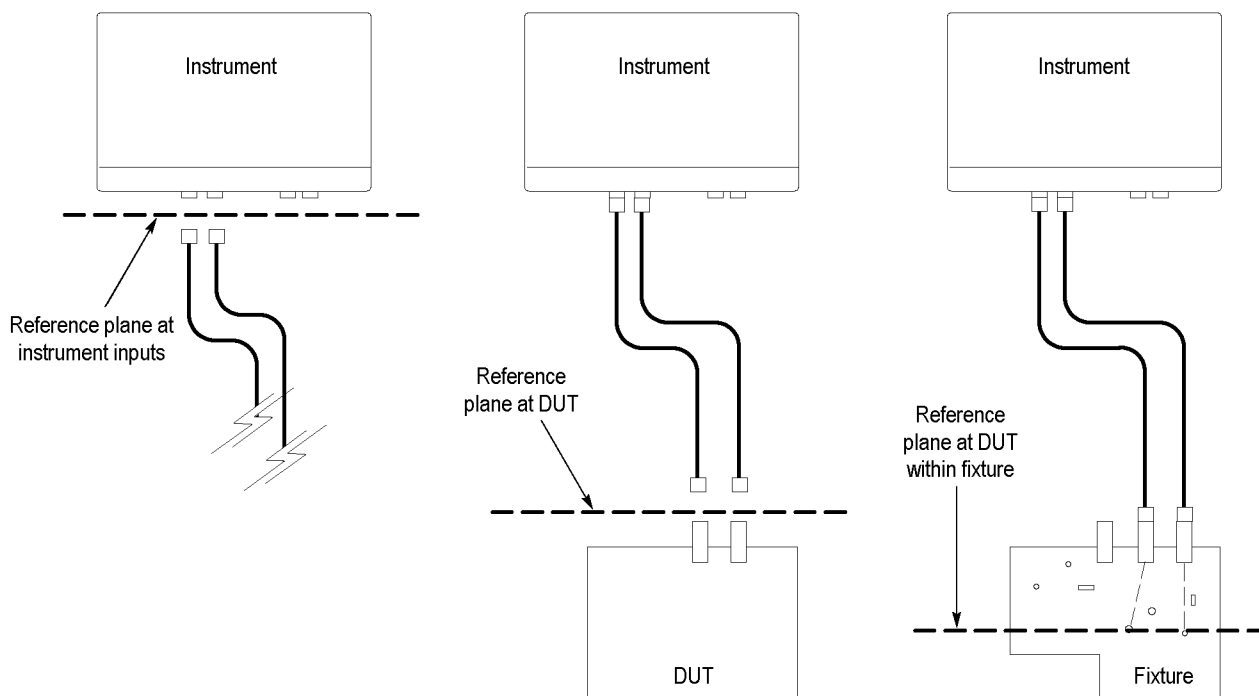 Instrument
Instrument
Instrument
Reference plane at
instrument inputs
Reference
plane at DUT
Reference
plane at DUT
within fixture
DUT
Fixture